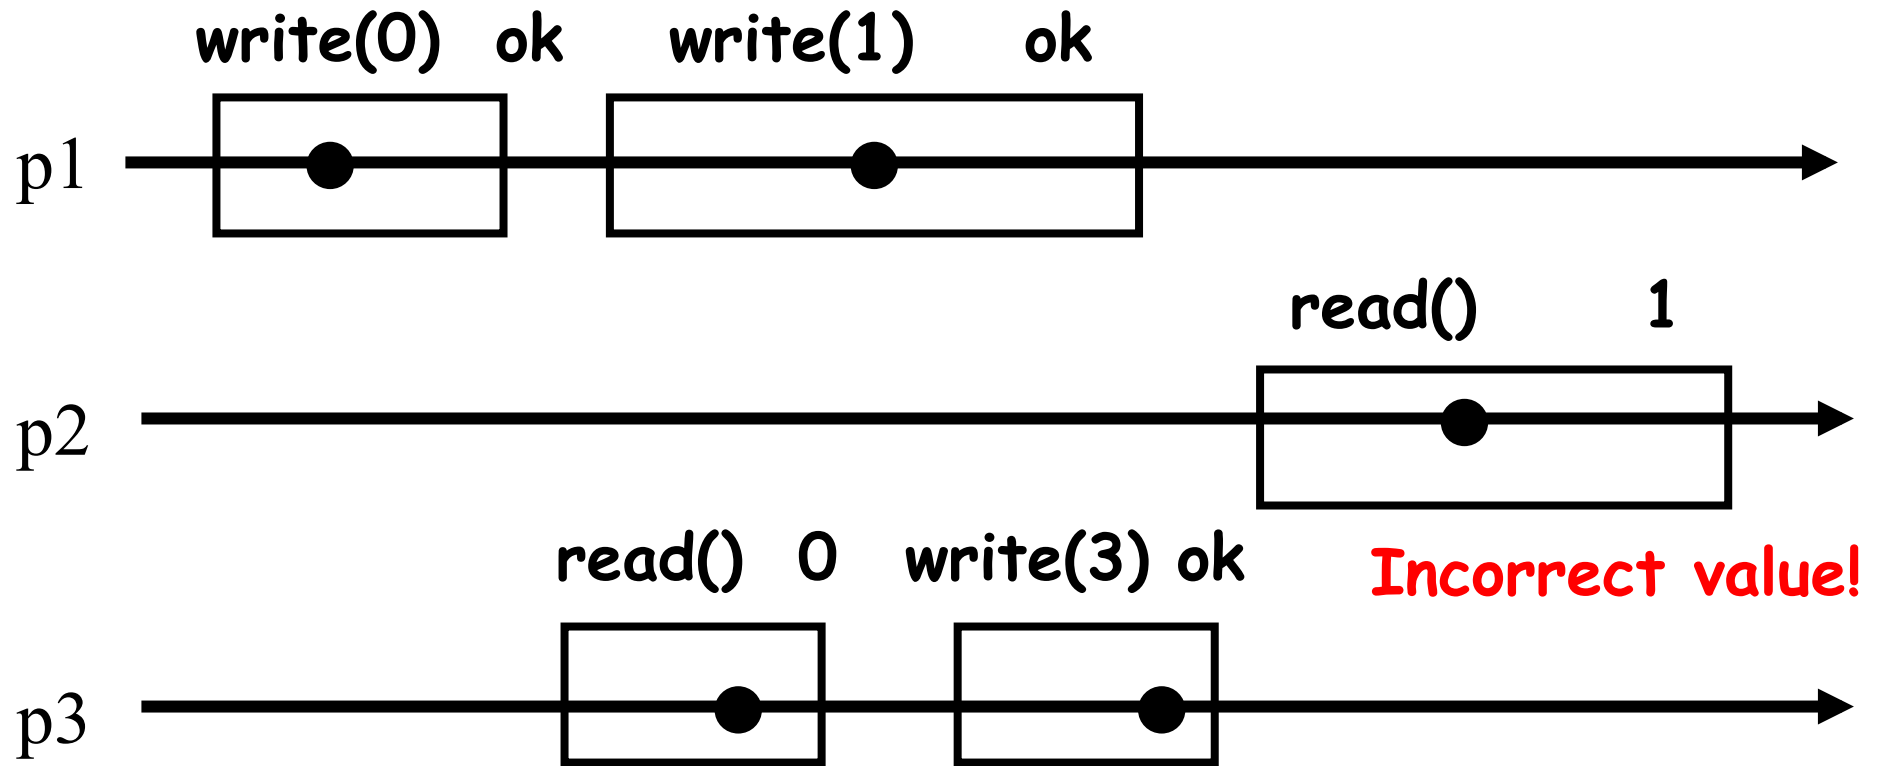 write(0) ok write(1) ok
p1
read() 1
p2
read() 0 write(3) ok Incorrect value!
p3